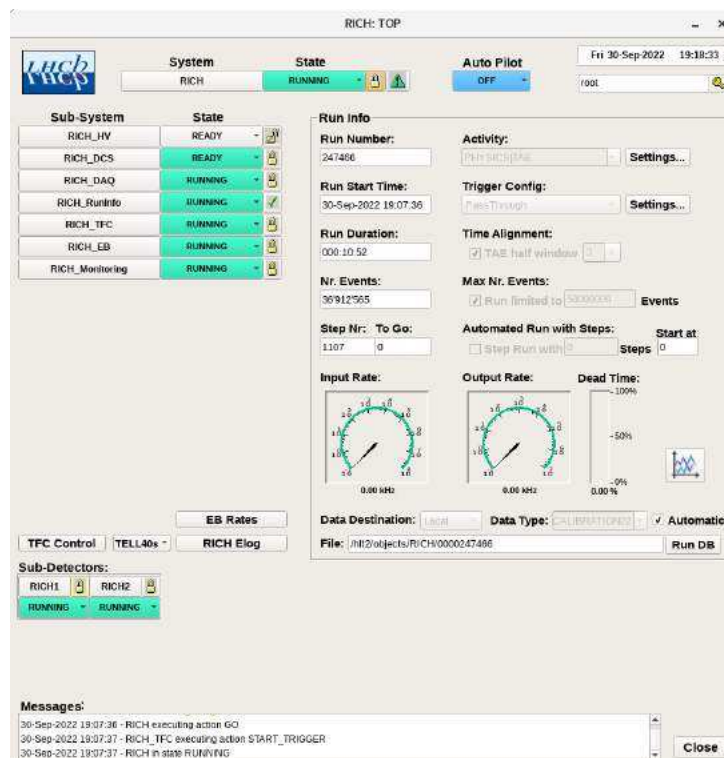 RICH: TOP
LHCb
System State Auto Pilot Fri 30-Sep-2022 19:18:33
RICH RUNNING OFF root
Sub-System State
RICH_HV READY
RICH_DCS READY
RICH_DAQ RUNNING
RICH_RunInfo RUNNING
RICH_TFC RUNNING
RICH_EB RUNNING
RICH_Monitoring RUNNING
Run Info
Run Number: Activity:
247466 PHYSICS|TAE Settings...
Run Start Time: Trigger Config:
30-Sep-2022 19:07:36 PassThrough Settings...
Run Duration: Time Alignment:
000:10:52 TAE half window 3
Nr. Events: Max Nr. Events:
36'912'565 Run limited to 50000000 Events
Step Nr: To Go: Automated Run with Steps: Start at
1107 0 Step Run with 0 Steps 0
Input Rate: Output Rate: Dead Time:
100%
50%
0%
0.00 kHz 0.00 kHz 0.00 %
EB Rates
Data Destination: Local Data Type: Automatic
TFC Control TELL40s RICH Elog
File: /hlt2/objects/RICH/0000247466 Run DB
Sub-Detectors:
RICH1 RICH2
RUNNING RUNNING
Messages:
30-Sep-2022 19:07:36 - RICH executing action GO
30-Sep-2022 19:07:37 - RICH_TFC executing action START_TRIGGER
30-Sep-2022 19:07:37 - RICH in state RUNNING
Close